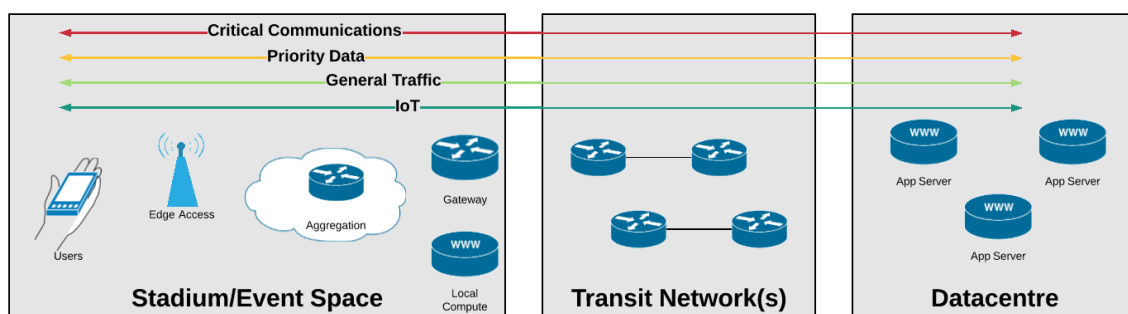 Critical Communications
Priority Data
General Traffic
IoT
Users
Edge Access
Aggregation
Gateway
WWW
Local
Compute
Stadium/Event Space
Transit Network(s)
WWW
App Server
WWW
App Server
WWW
App Server
Datacentre